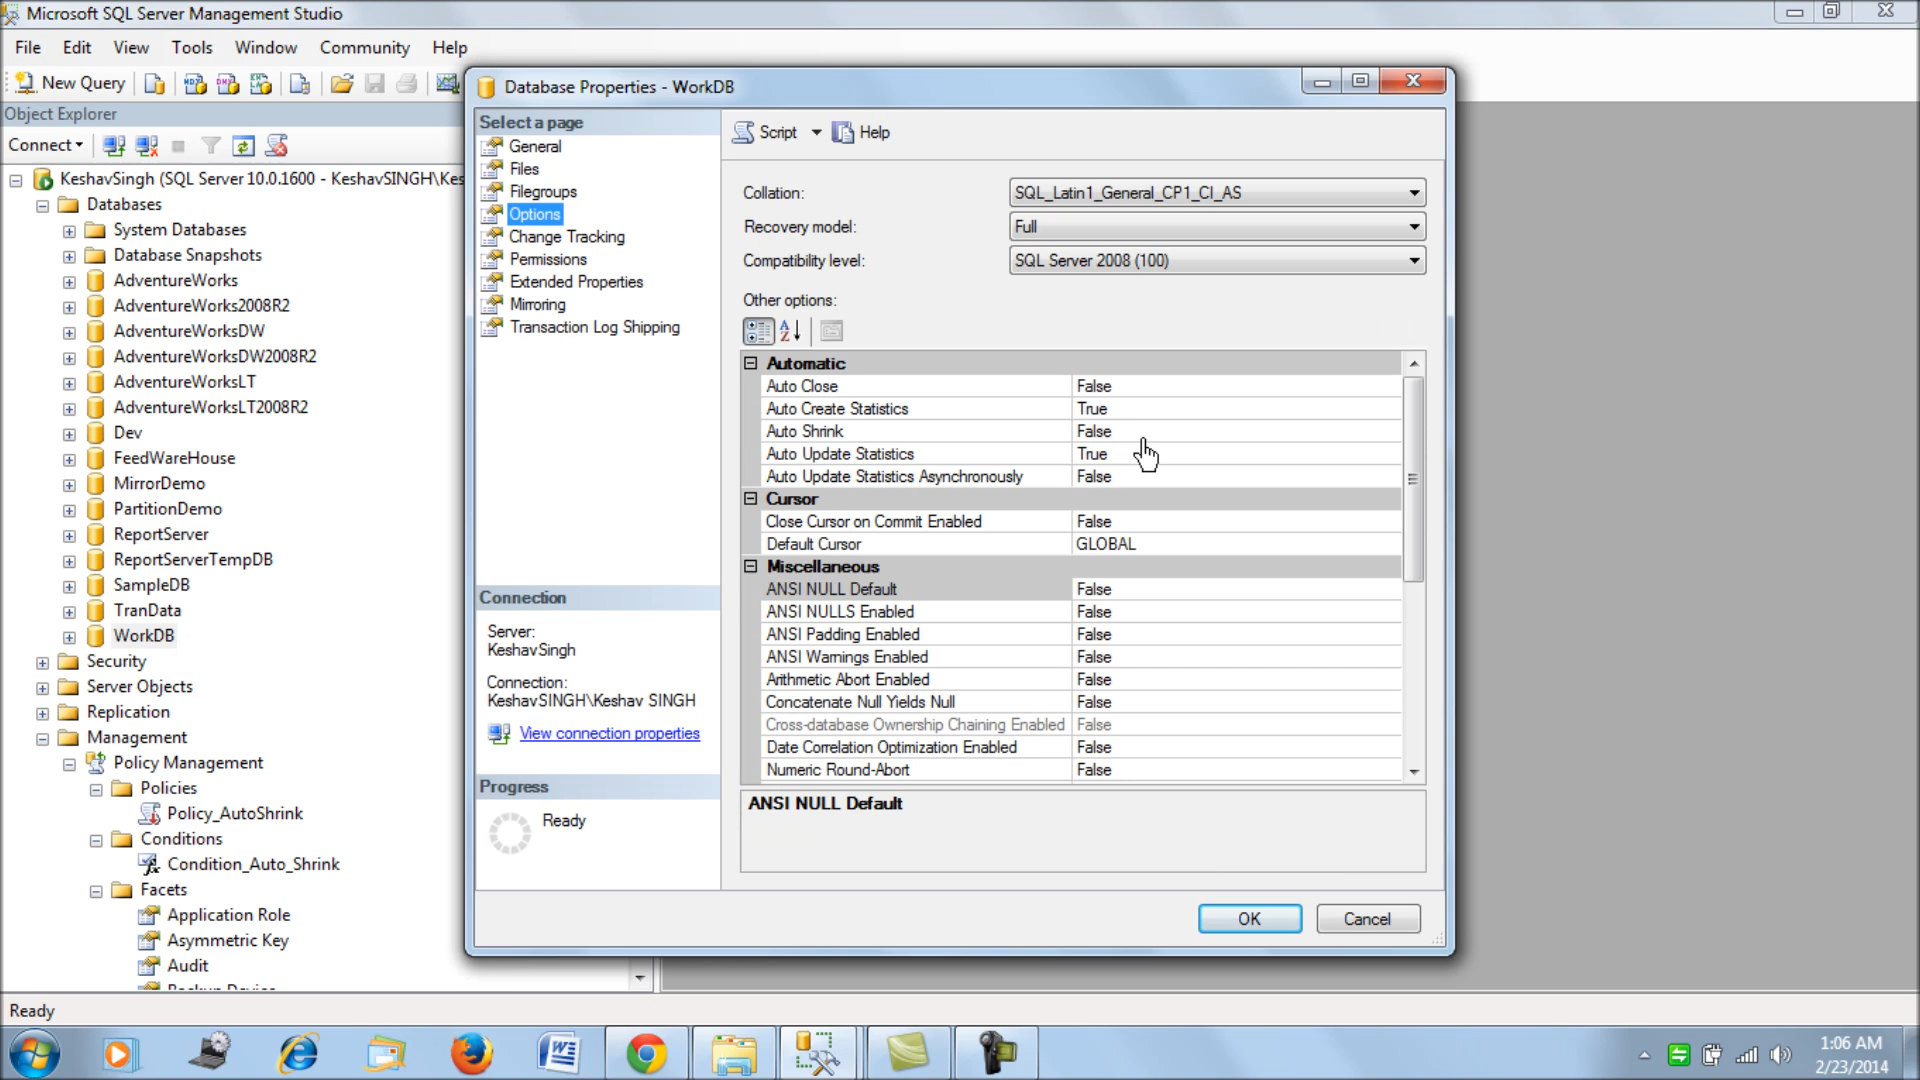 Microsoft SQL Server Management Studio
File Edit View Tools Window Community Help
New Query
Object Explorer
Connect
KeshavSingh (SQL Server 10.0.1600 - KeshavSINGH\Kes
Databases
System Databases
Database Snapshots
AdventureWorks
AdventureWorks2008R2
AdventureWorksDW
AdventureWorksDW2008R2
AdventureWorksLT
AdventureWorksLT2008R2
Dev
FeedWareHouse
MirrorDemo
PartitionDemo
ReportServer
ReportServerTempDB
SampleDB
TranData
WorkDB
Security
Server Objects
Replication
Management
Policy Management
Policies
Policy_AutoShrink
Conditions
Condition_Auto_Shrink
Facets
Application Role
Asymmetric Key
Audit
Database Properties - WorkDB
Select a page
General
Files
Filegroups
Options
Change Tracking
Permissions
Extended Properties
Mirroring
Transaction Log Shipping
Connection
Server:
KeshavSingh
Connection:
KeshavSINGH\Keshav SINGH
View connection properties
Progress
Ready
Script Help
Collation: SQL_Latin1_General_CP1_CI_AS
Recovery model: Full
Compatibility level: SQL Server 2008 (100)
Other options:
Automatic
Auto Close False
Auto Create Statistics True
Auto Shrink False
Auto Update Statistics True
Auto Update Statistics Asynchronously False
Cursor
Close Cursor on Commit Enabled False
Default Cursor GLOBAL
Miscellaneous
ANSI NULL Default False
ANSI NULLS Enabled False
ANSI Padding Enabled False
ANSI Warnings Enabled False
Arithmetic Abort Enabled False
Concatenate Null Yields Null False
Cross-database Ownership Chaining Enabled False
Date Correlation Optimization Enabled False
Numeric Round-Abort False
ANSI NULL Default
OK Cancel
Ready
1:06 AM
2/23/2014